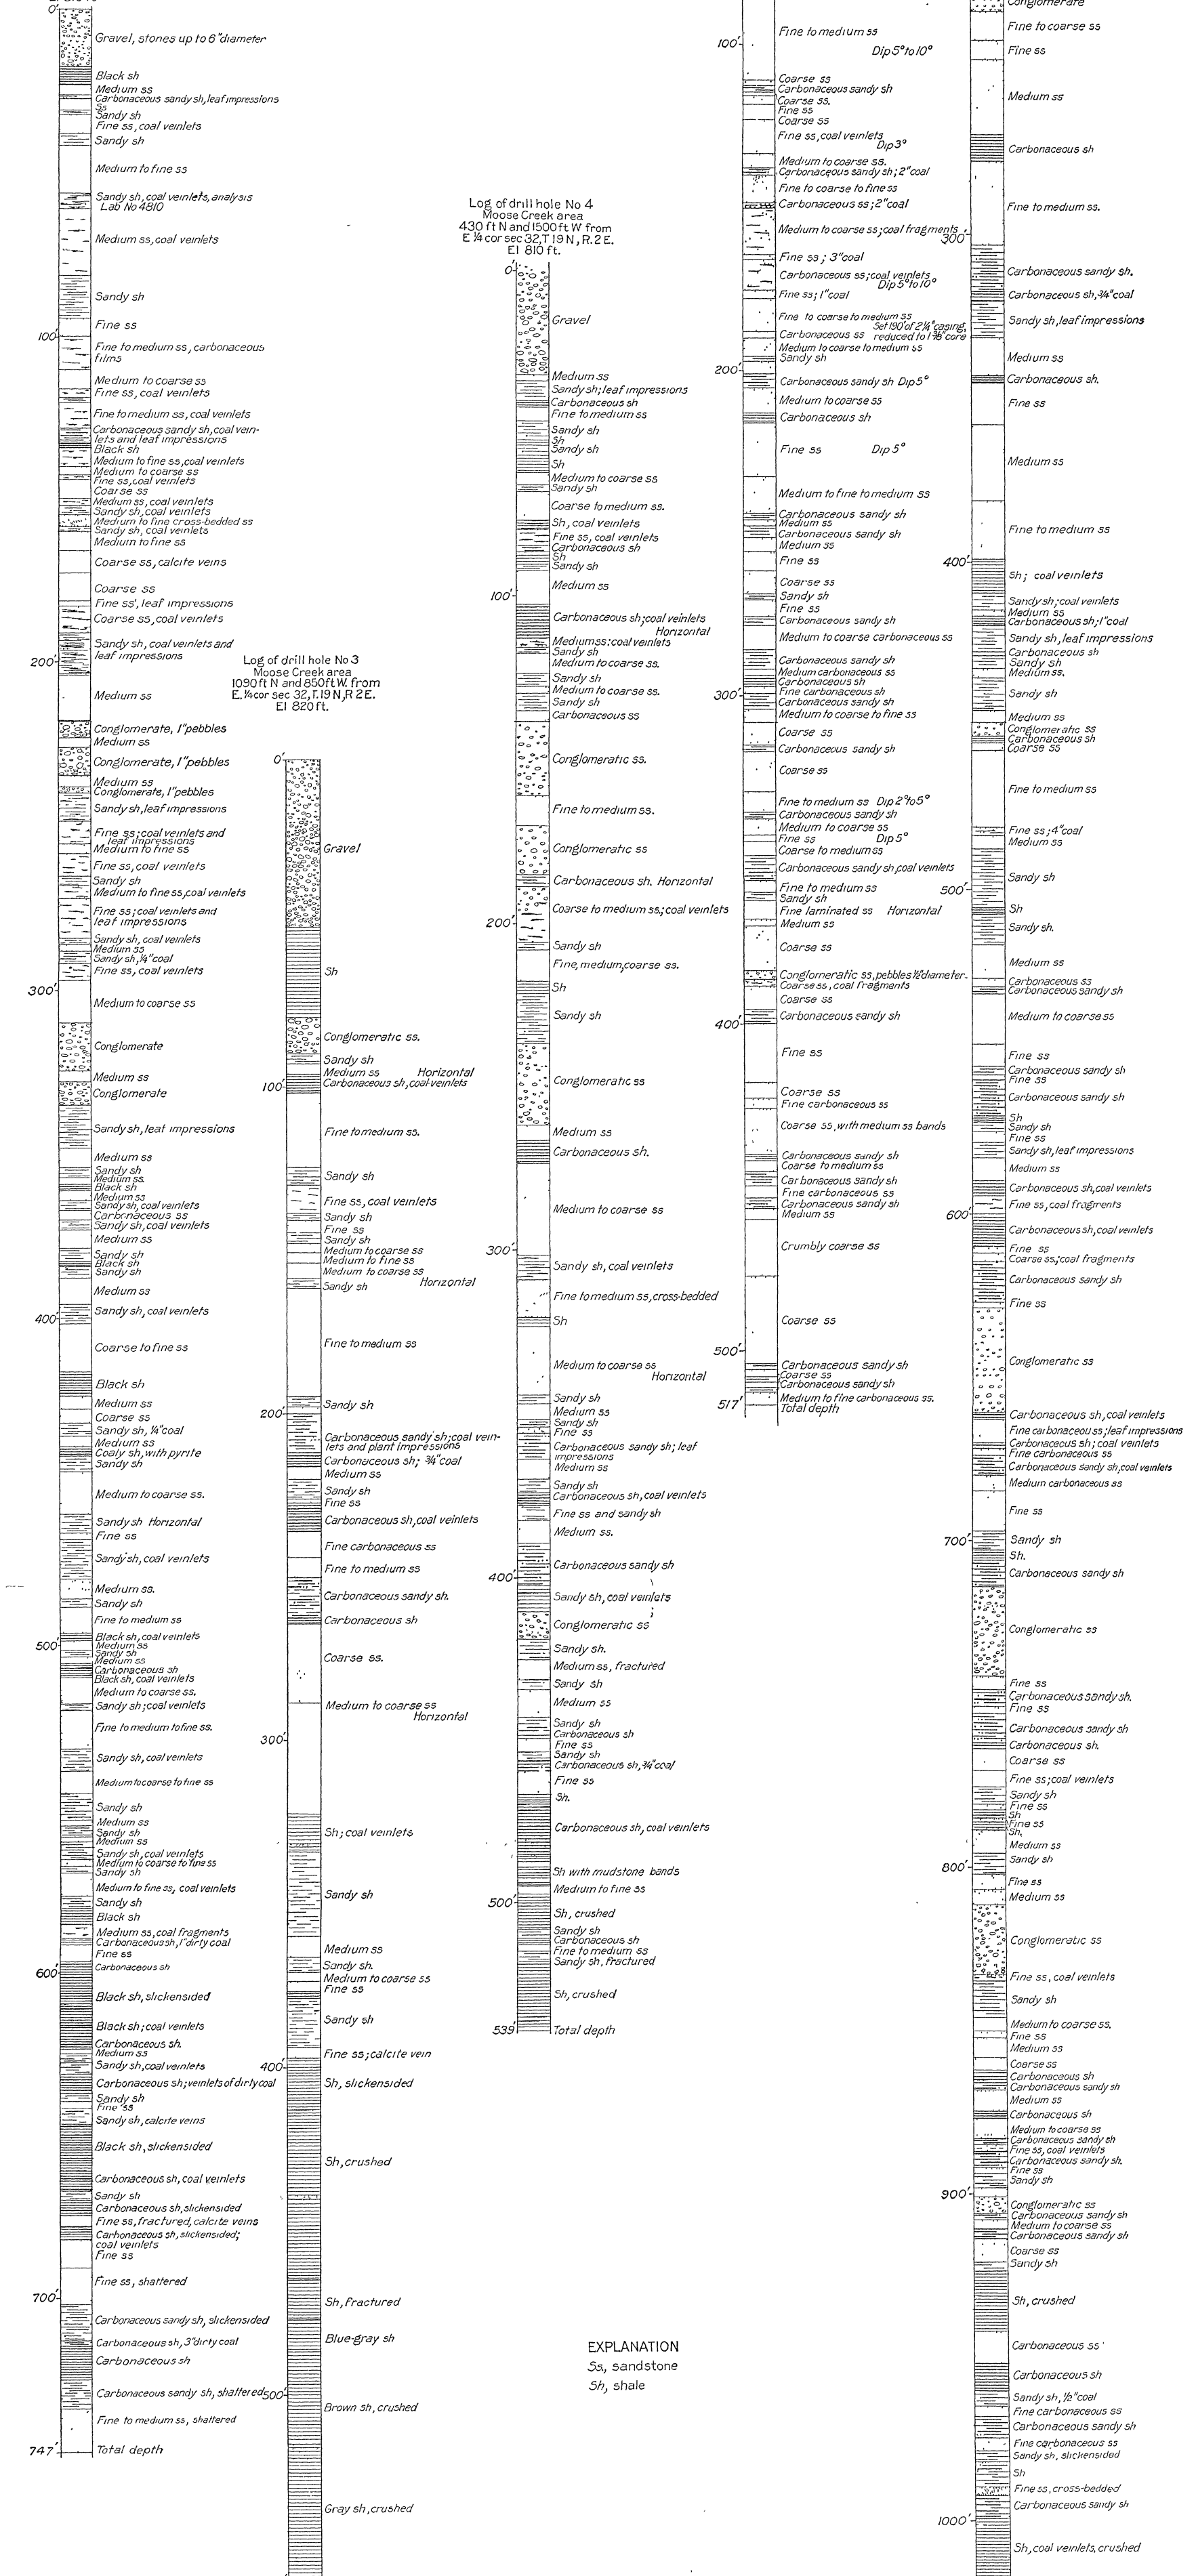 0'
Gravel, stones up to 6" diameter
Black sh
Medium ss
Carbonaceous sandy sh, leaf impressions
Ss
Sandy sh
Fine ss, coal veinlets
Sandy sh
Medium to fine ss
Sandy sh, coal veinlets, analysis
Lab No 4810
Medium ss, coal veinlets
Sandy sh
Fine ss
100'
Fine to medium ss, carbonaceous
films
Medium to coarse ss
Fine ss, coal veinlets
Fine to medium ss, coal veinlets
Carbonaceous sandy sh, coal vein-
lets and leaf impressions
Black sh
Medium to fine ss, coal veinlets
Medium to coarse ss
Fine ss, coal veinlets
Coarse ss
Medium ss, coal veinlets
Sandy sh, coal veinlets
Medium to fine cross-bedded ss
Sandy sh, coal veinlets
Medium to fine ss
Coarse ss, calcite veins
Coarse ss
Fine ss, leaf impressions
Coarse ss, coal veinlets
Sandy sh, coal veinlets and
leaf impressions
200'
Medium ss
Conglomerate, 1" pebbles
Medium ss
Conglomerate, 1" pebbles
Medium ss
Conglomerate, 1" pebbles
Sandy sh, leaf impressions
Fine ss; coal veinlets and
leaf impressions
Medium to fine ss
Fine ss, coal veinlets
Sandy sh
Medium to fine ss, coal veinlets
Fine ss; coal veinlets and
leaf impressions
Sandy sh, coal veinlets
Medium ss
Sandy sh, 1/4" coal
Fine ss, coal veinlets
300'
Medium to coarse ss
Conglomerate
Medium ss
Conglomerate
Sandy sh, leaf impressions
Medium ss
Sandy sh
Medium ss.
Black sh
Medium ss
Sandy sh, coal veinlets
Carbonaceous ss
Sandy sh, coal veinlets
Medium ss
Sandy sh
Black sh
Sandy sh
Medium ss
Sandy sh, coal veinlets
400'
Coarse to fine ss
Black sh
Medium ss
Coarse ss
Sandy sh, 1/4" coal
Medium ss
Coaly sh, with pyrite
Sandy sh
Medium to coarse ss.
Sandy sh Horizontal
Fine ss
Sandy sh, coal veinlets
Medium ss.
Sandy sh
Fine to medium ss
Black sh, coal veinlets
500'
Medium ss
Sandy sh
Medium ss
Carbonaceous sh
Black sh, coal veinlets
Medium to coarse ss.
Sandy sh; coal veinlets
Fine to medium to fine ss.
Sandy sh, coal veinlets
Medium to coarse to fine ss
Sandy sh
Medium ss
Sandy sh
Medium ss
Sandy sh, coal veinlets
Medium to coarse to fine ss
Sandy sh
Medium to fine ss, coal veinlets
Sandy sh
Black sh
Medium ss, coal fragments
Carbonaceous sh, 1" dirty coal
Fine ss
Carbonaceous sh
600'
Black sh, slickensided
Black sh; coal veinlets
Carbonaceous sh.
Medium ss
Sandy sh, coal veinlets
Carbonaceous sh; veinlets of dirty coal
Sandy sh
Fine ss
Sandy sh, calcite veins
Black sh, slickensided
Carbonaceous sh, coal veinlets
Sandy sh
Carbonaceous sh, slickensided
Fine ss, fractured, calcite veins
Carbonaceous sh, slickensided;
coal veinlets
Fine ss
Fine ss, shattered
700'
Carbonaceous sandy sh, slickensided
Carbonaceous sh, 3" dirty coal
Carbonaceous sh
Carbonaceous sandy sh, shattered
Fine to medium ss, shattered
747'
Total depth
Log of drill hole No 3
Moose Creek area
1090 ft N and 850 ft W. from
E. 1/4 cor sec 32, T. 19 N, R 2 E.
El 820 ft.
0'
Gravel
Sh
Conglomeratic ss.
Sandy sh
Medium ss Horizontal
100'
Carbonaceous sh, coal veinlets
Fine to medium ss.
Sandy sh
Fine ss, coal veinlets
Sandy sh
Fine ss
Sandy sh
Medium to coarse ss
Medium to fine ss
Medium to coarse ss
Sandy sh Horizontal
Fine to medium ss
Sandy sh
200'
Carbonaceous sandy sh; coal vein-
lets and plant impressions
Carbonaceous sh; 3/4" coal
Medium ss
Sandy sh
Fine ss
Carbonaceous sh, coal veinlets
Fine carbonaceous ss
Fine to medium ss
Carbonaceous sandy sh.
Carbonaceous sh
Coarse ss.
Medium to coarse ss
Horizontal
300'
Sh; coal veinlets
Sandy sh
Medium ss
Sandy sh.
Medium to coarse ss
Fine ss
Sandy sh
Fine ss; calcite vein
400'
Sh, slickensided
Sh, crushed
Sh, fractured
Blue-gray sh
500'
Brown sh, crushed
Gray sh, crushed
Log of drill hole No 4
Moose Creek area
430 ft N and 1500 ft W from
E 1/4 cor sec 32, T 19 N, R. 2 E.
El 810 ft.
0'
Gravel
Medium ss
Sandy sh; leaf impressions
Carbonaceous sh
Fine to medium ss
Sandy sh
Sh
Sandy sh
Sh
Medium to coarse ss
Sandy sh
Coarse to medium ss.
Sh, coal veinlets
Fine ss, coal veinlets
Carbonaceous sh
Sh
Sandy sh
Medium ss
100'
Carbonaceous sh; coal veinlets
Horizontal
Medium ss; coal veinlets
Sandy sh
Medium to coarse ss.
Sandy sh
Medium to coarse ss.
Sandy sh
Carbonaceous ss
Conglomeratic ss.
Fine to medium ss.
Conglomeratic ss
Carbonaceous sh. Horizontal
Coarse to medium ss; coal veinlets
200'
Sandy sh
Fine, medium, coarse ss.
Sh
Sandy sh
Conglomeratic ss
Medium ss
Carbonaceous sh.
Medium to coarse ss
300'
Sandy sh, coal veinlets
Fine to medium ss, cross-bedded
Sh
Medium to coarse ss
Horizontal
Sandy sh
Medium ss
Sandy sh
Fine ss
Carbonaceous sandy sh; leaf
impressions
Medium ss
Sandy sh
Carbonaceous sh, coal veinlets
Fine ss and sandy sh
Medium ss.
Carbonaceous sandy sh
400'
Sandy sh, coal veinlets
Conglomeratic ss
Sandy sh.
Medium ss, fractured
Sandy sh
Medium ss
Sandy sh
Carbonaceous sh
Fine ss
Sandy sh
Carbonaceous sh, 3/4" coal
Fine ss
Sh.
Carbonaceous sh, coal veinlets
Sh with mudstone bands
Medium to fine ss
500'
Sh, crushed
Sandy sh
Carbonaceous sh
Fine to medium ss
Sandy sh, fractured
Sh, crushed
539'
Total depth
EXPLANATION
Ss, sandstone
Sh, shale
Fine to medium ss
100'
Dip 5° to 10°
Coarse ss
Carbonaceous sandy sh
Coarse ss.
Fine ss
Coarse ss
Fine ss, coal veinlets
Dip 3°
Medium to coarse ss.
Carbonaceous sandy sh; 2" coal
Fine to coarse to fine ss
Carbonaceous ss; 2" coal
Medium to coarse ss; coal fragments
Fine ss; 3" coal
Carbonaceous ss; coal veinlets
Dip 5° to 10°
Fine ss; 1" coal
Fine to coarse to medium ss
Set 190' of 2 1/4" casing,
Carbonaceous ss reduced to 1 3/8" core
Medium to coarse to medium ss
Sandy sh
200'
Carbonaceous sandy sh Dip 5°
Medium to coarse ss
Carbonaceous sh
Fine ss Dip 5°
Medium to fine to medium ss
Carbonaceous sandy sh
Medium ss
Carbonaceous sandy sh
Medium ss
Fine ss
Coarse ss
Sandy sh
Fine ss
Carbonaceous sandy sh
Medium to coarse carbonaceous ss
Carbonaceous sandy sh
Medium carbonaceous ss
Carbonaceous sh
Fine carbonaceous sh
300'
Carbonaceous sandy sh
Medium to coarse to fine ss
Coarse ss
Carbonaceous sandy sh
Coarse ss
Fine to medium ss Dip 2° to 5°
Carbonaceous sandy sh
Medium to coarse ss
Fine ss Dip 5°
Coarse to medium ss
Carbonaceous sandy sh, coal veinlets
Fine to medium ss
Sandy sh
Fine laminated ss Horizontal
Medium ss
Coarse ss
Conglomeratic ss, pebbles 1/2" diameter
Coarse ss, coal fragments
Coarse ss
Carbonaceous sandy sh
400'
Fine ss
Coarse ss
Fine carbonaceous ss
Coarse ss, with medium ss bands
Carbonaceous sandy sh
Coarse to medium ss
Carbonaceous sandy sh
Fine carbonaceous ss
Carbonaceous sandy sh
Medium ss
Crumbly coarse ss
Coarse ss
500'
Carbonaceous sandy sh
Coarse ss
Carbonaceous sandy sh
Medium to fine carbonaceous ss.
517'
Total depth
Conglomerate
Fine to coarse ss
Fine ss
Medium ss
Carbonaceous sh
Fine to medium ss.
300'
Carbonaceous sandy sh.
Carbonaceous sh, 3/4" coal
Sandy sh, leaf impressions
Medium ss
Carbonaceous sh.
Fine ss
Medium ss
Fine to medium ss
400'
Sh; coal veinlets
Sandy sh; coal veinlets
Medium ss
Carbonaceous sh; 1" coal
Sandy sh, leaf impressions
Carbonaceous sh
Sandy sh
Medium ss.
Sandy sh
Medium ss
Conglomeratic ss
Carbonaceous sh
Coarse ss
Fine to medium ss
Fine ss; 4" coal
Medium ss
Sandy sh
500'
Sh
Sandy sh.
Medium ss
Carbonaceous ss
Carbonaceous sandy sh
Medium to coarse ss
Fine ss
Carbonaceous sandy sh
Fine ss
Carbonaceous sandy sh
Sh
Sandy sh
Fine ss
Sandy sh, leaf impressions
Medium ss
Carbonaceous sh, coal veinlets
Fine ss, coal fragments
600'
Carbonaceous sh, coal veinlets
Fine ss
Coarse ss; coal fragments
Carbonaceous sandy sh
Fine ss
Conglomeratic ss
Carbonaceous sh, coal veinlets
Fine carbonaceous ss; leaf impressions
Carbonaceous sh; coal veinlets
Fine carbonaceous ss
Carbonaceous sandy sh, coal veinlets
Medium carbonaceous ss
Fine ss
700'
Sandy sh
Sh.
Carbonaceous sandy sh
Conglomeratic ss
Fine ss
Carbonaceous sandy sh.
Fine ss
Carbonaceous sandy sh
Carbonaceous sh.
Coarse ss
Fine ss; coal veinlets
Sandy sh
Fine ss
Sh
Fine ss
Sh.
Medium ss
Sandy sh
800'
Fine ss
Medium ss
Conglomeratic ss
Fine ss, coal veinlets
Sandy sh
Medium to coarse ss.
Fine ss
Medium ss
Coarse ss
Carbonaceous sh
Carbonaceous sandy sh
Medium ss
Carbonaceous sh
Medium to coarse ss
Carbonaceous sandy sh
Fine ss, coal veinlets
Carbonaceous sandy sh.
Fine ss
Sandy sh
900'
Conglomeratic ss
Carbonaceous sandy sh
Medium to coarse ss
Carbonaceous sandy sh
Coarse ss
Sandy sh
Sh, crushed
Carbonaceous ss
Carbonaceous sh
Sandy sh, 1/2" coal
Fine carbonaceous ss
Carbonaceous sandy sh
Fine carbonaceous ss
Sandy sh, slickensided
Sh
Fine ss, cross-bedded
Carbonaceous sandy sh
1000'
Sh, coal veinlets, crushed